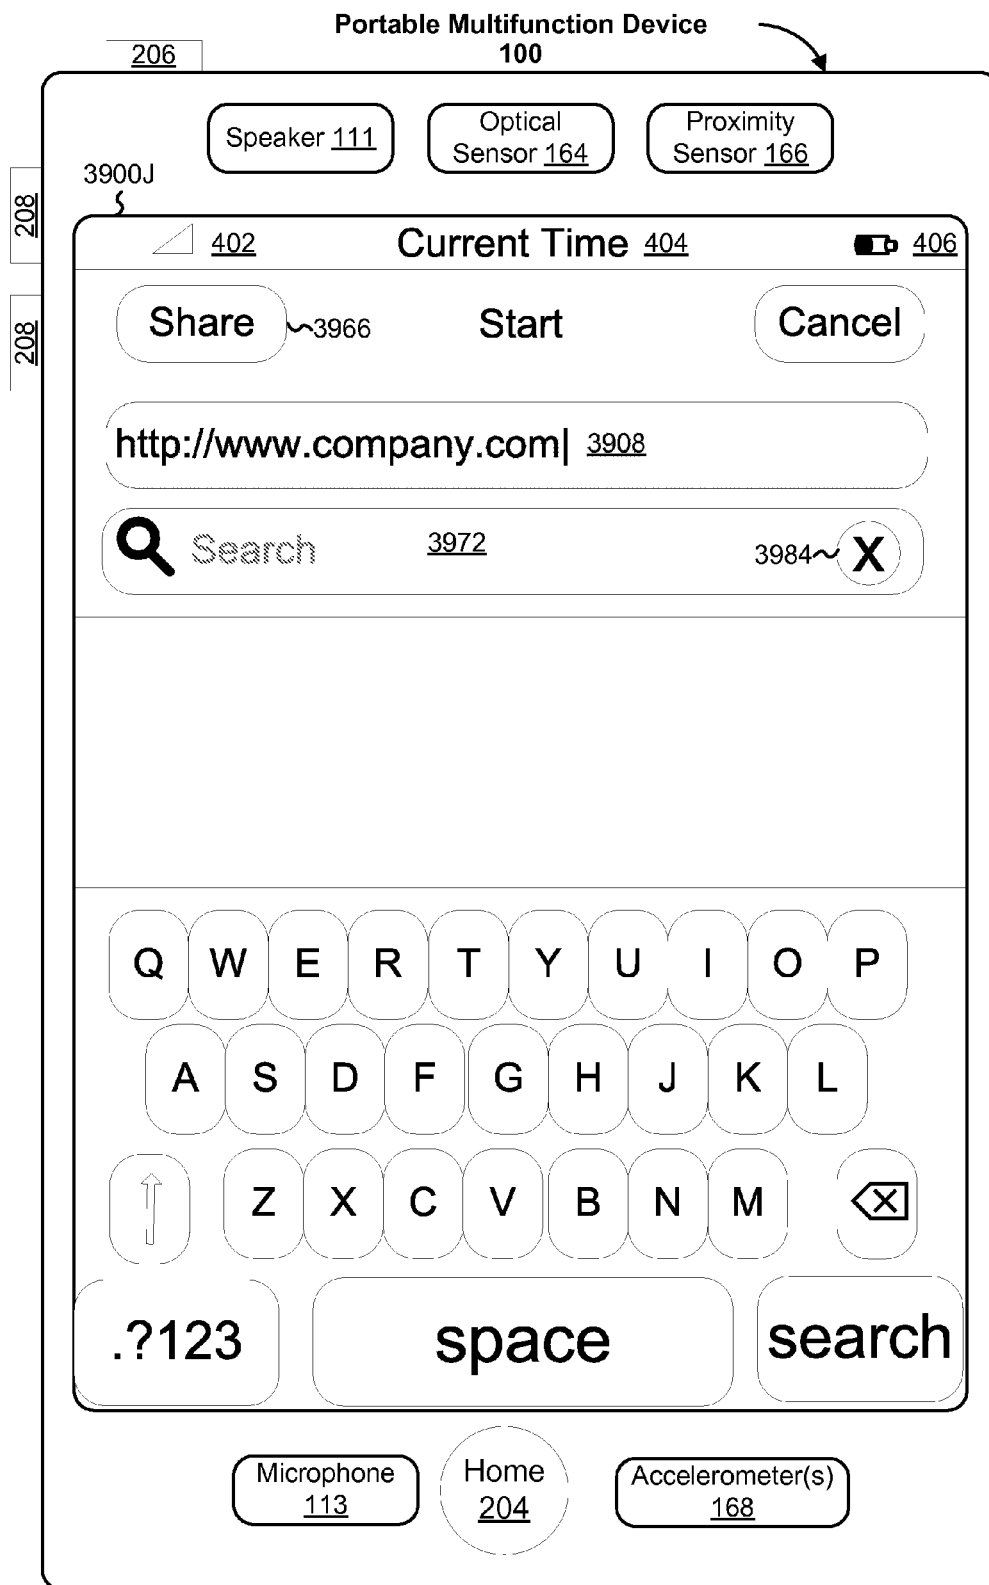 Portable Multifunction Device
100
206
Speaker 111
Optical
Sensor 164
Proximity
Sensor 166
3900J
208
208
402
Current Time 404
406
Share
3966
Start
Cancel
http://www.company.com| 3908
Search
3972
3984
X
Q W E R T Y U I O P
A S D F G H J K L
Z X C V B N M
.?123
space
search
Microphone
113
Home
204
Accelerometer(s)
168